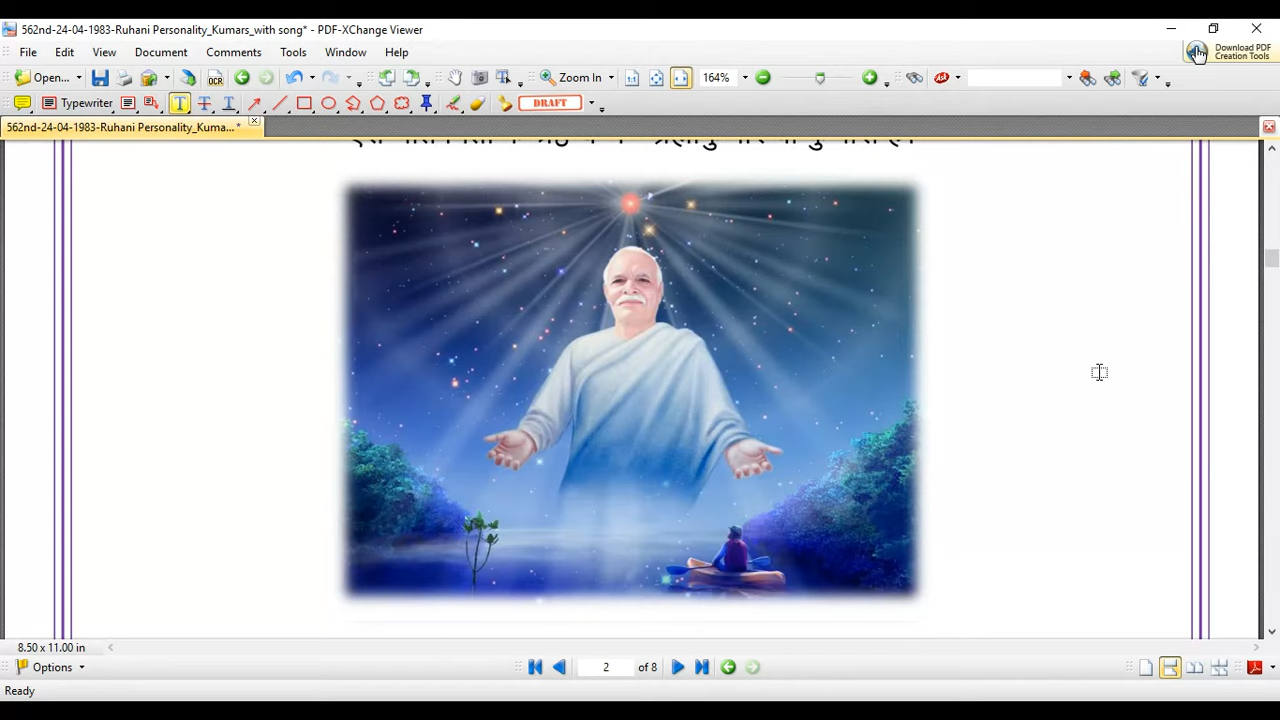 562nd-24-04-1983-Ruhani Personality_Kumars_with song* - PDF-XChange Viewer
File Edit View Document Comments Tools Window Help
Download PDF
Creation Tools
Open... OCR Zoom In 164%
Typewriter DRAFT
562nd-24-04-1983-Ruhani Personality_Kuma... *
8.50 x 11.00 in
Options 2 of 8
Ready